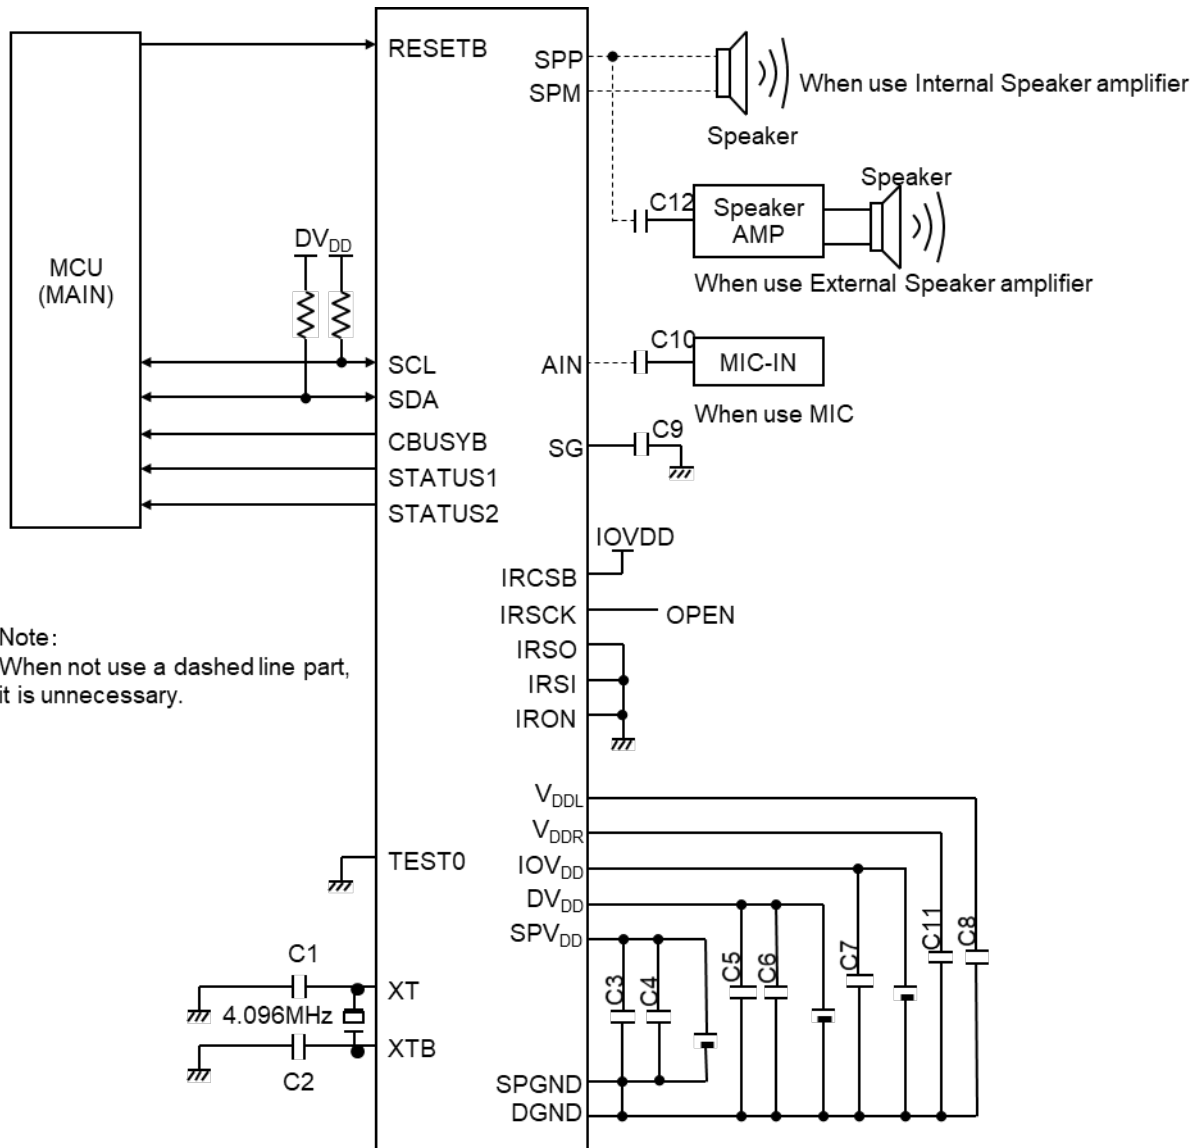 RESETB
SPP
SPM
When use Internal Speaker amplifier
Speaker
Speaker
C12
Speaker
AMP
When use External Speaker amplifier
DVDD
MCU
(MAIN)
C10
SCL
AIN
MIC-IN
SDA
When use MIC
C9
CBUSYB
SG
STATUS1
STATUS2
IOVDD
IRCSB
IRSCK
OPEN
Note:
IRSO
When not use a dashed line part,
IRSI
it is unnecessary.
IRON
VDDL
VDDR
TEST0
IOVDD
DVDD
SPVDD
C11
C8
C7
C5
C6
C3
C4
C1
XT
4.096MHz
XTB
C2
SPGND
DGND